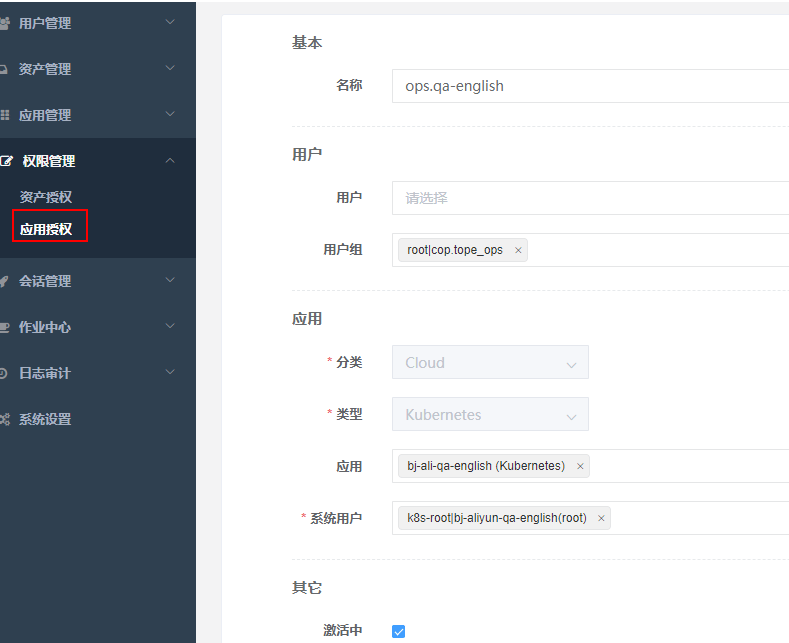 用户管理
资产管理
应用管理
权限管理
资产授权
应用授权
会话管理
作业中心
日志审计
系统设置
基本
名称 ops.qa-english
用户
用户 请选择
用户组 root|cop.tope_ops ×
应用
* 分类 Cloud
* 类型 Kubernetes
应用 bj-ali-qa-english (Kubernetes) ×
* 系统用户 k8s-root|bj-aliyun-qa-english(root) ×
其它
激活中